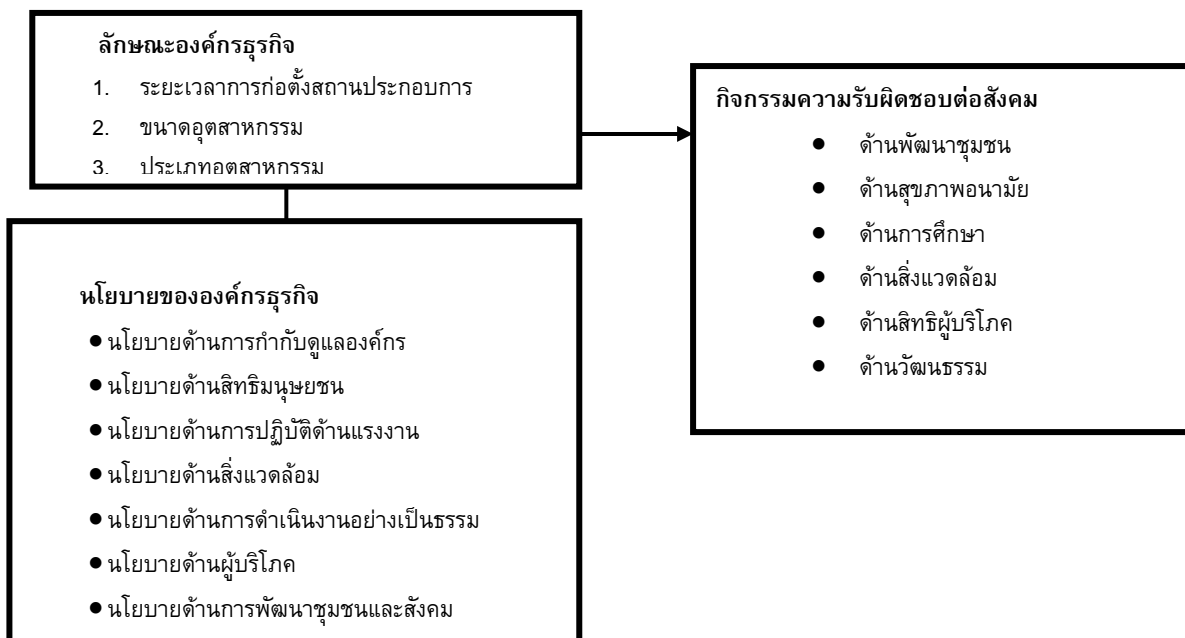 ลักษณะองค์กรธุรกิจ
1. ระยะเวลาการก่อตั้งสถานประกอบการ
2. ขนาดอุตสาหกรรม
3. ประเภทอุตสาหกรรม
กิจกรรมความรับผิดชอบต่อสังคม
● ด้านพัฒนาชุมชน
● ด้านสุขภาพอนามัย
● ด้านการศึกษา
● ด้านสิ่งแวดล้อม
● ด้านสิทธิผู้บริโภค
● ด้านวัฒนธรรม
นโยบายขององค์กรธุรกิจ
● นโยบายด้านการกำกับดูแลองค์กร
● นโยบายด้านสิทธิมนุษยชน
● นโยบายด้านการปฏิบัติด้านแรงงาน
● นโยบายด้านสิ่งแวดล้อม
● นโยบายด้านการดำเนินงานอย่างเป็นธรรม
● นโยบายด้านผู้บริโภค
● นโยบายด้านการพัฒนาชุมชนและสังคม